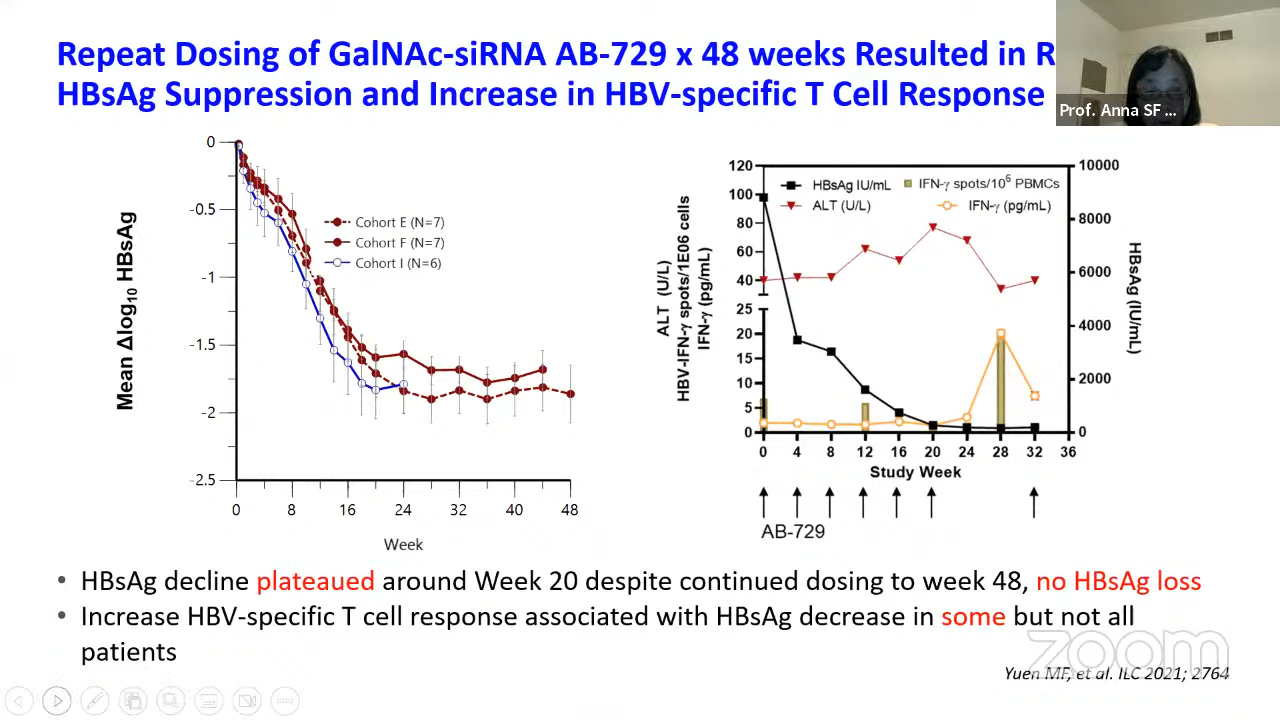 Repeat Dosing of GalNAc-siRNA AB-729 x 48 weeks Resulted in R
HBsAg Suppression and Increase in HBV-specific T Cell Response
Prof. Anna SF ...
Mean Δlog10 HBsAg
0
-0.5
-1
-1.5
-2
-2.5
Cohort E (N=7)
Cohort F (N=7)
Cohort I (N=6)
0 8 16 24 32 40 48
Week
ALT (U/L)
HBV-IFN-γ spots/1E06 cells
IFN-γ (pg/mL)
120
100
80
60
40
25
20
15
10
5
0
HBsAg IU/mL
ALT (U/L)
IFN-γ spots/10⁶ PBMCs
IFN-γ (pg/mL)
10000
8000
6000
4000
2000
0
HBsAg (IU/mL)
0 4 8 12 16 20 24 28 32 36
Study Week
AB-729
• HBsAg decline plateaued around Week 20 despite continued dosing to week 48, no HBsAg loss
• Increase HBV-specific T cell response associated with HBsAg decrease in some but not all
patients
zoom
Yuen MF, et al. ILC 2021; 2764